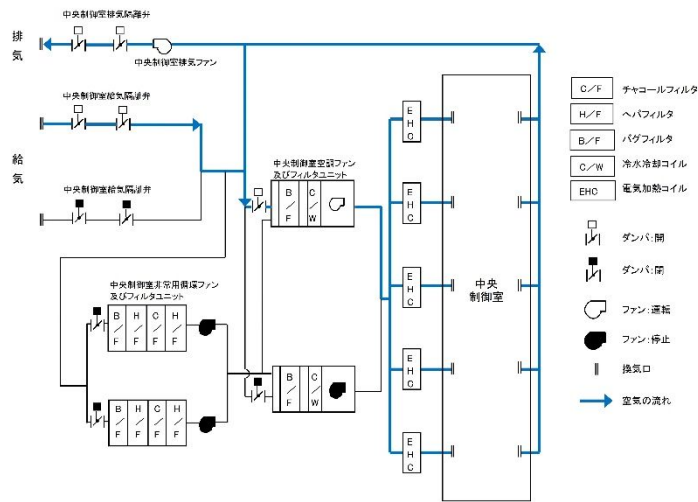 排気
中央制御室排気隔離弁
中央制御室排気ファン
中央制御室給気隔離弁
給気
中央制御室給気隔離弁
中央制御室空調ファン
及びフィルタユニット
B/F
C/W
中央制御室非常用循環ファン
及びフィルタユニット
B/F
H/F
C/F
H/F
B/F
H/F
C/F
H/F
B/F
C/W
EHC
EHC
EHC
EHC
EHC
中央
制御室
C/F チャコールフィルタ
H/F ヘパフィルタ
B/F バグフィルタ
C/W 冷水冷却コイル
EHC 電気加熱コイル
ダンパ:開
ダンパ:閉
ファン:運転
ファン:停止
換気口
空気の流れ